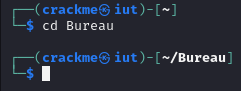 ┌──(crackme㉿iut)-[~]
└─$ cd Bureau
┌──(crackme㉿iut)-[~/Bureau]
└─$